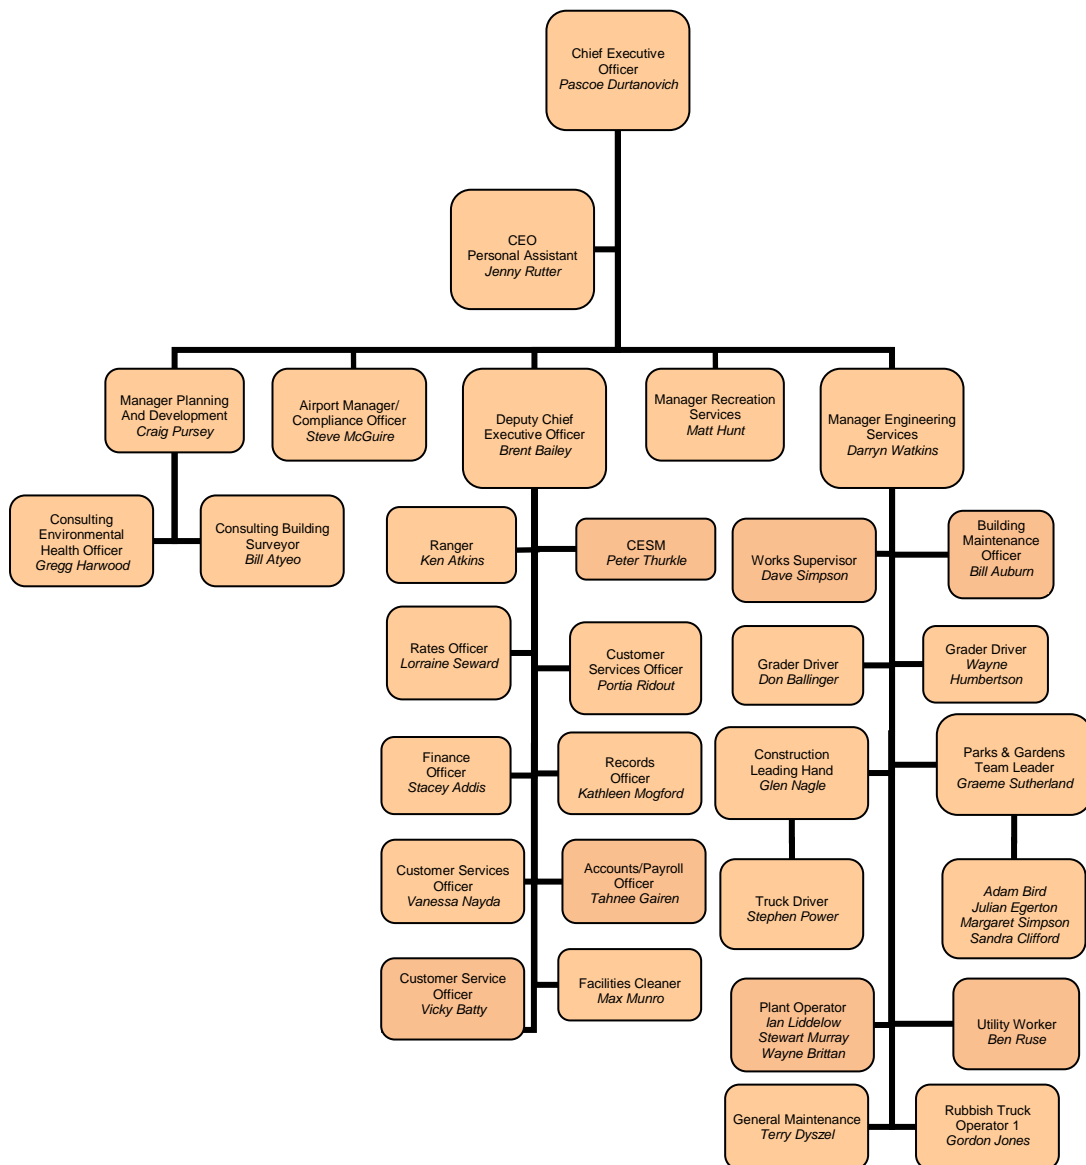 Chief Executive
Officer
Pascoe Durtanovich
CEO
Personal Assistant
Jenny Rutter
Manager Planning
And Development
Craig Pursey
Airport Manager/
Compliance Officer
Steve McGuire
Deputy Chief
Executive Officer
Brent Bailey
Manager Recreation
Services
Matt Hunt
Manager Engineering
Services
Darryn Watkins
Consulting
Environmental
Health Officer
Gregg Harwood
Consulting Building
Surveyor
Bill Atyeo
Ranger
Ken Atkins
CESM
Peter Thurkle
Works Supervisor
Dave Simpson
Building
Maintenance
Officer
Bill Auburn
Rates Officer
Lorraine Seward
Customer
Services Officer
Portia Ridout
Grader Driver
Don Ballinger
Grader Driver
Wayne
Humbertson
Finance
Officer
Stacey Addis
Records
Officer
Kathleen Mogford
Construction
Leading Hand
Glen Nagle
Parks & Gardens
Team Leader
Graeme Sutherland
Customer Services
Officer
Vanessa Nayda
Accounts/Payroll
Officer
Tahnee Gairen
Truck Driver
Stephen Power
Adam Bird
Julian Egerton
Margaret Simpson
Sandra Clifford
Customer Service
Officer
Vicky Batty
Facilities Cleaner
Max Munro
Plant Operator
Ian Liddelow
Stewart Murray
Wayne Brittan
Utility Worker
Ben Ruse
General Maintenance
Terry Dyszel
Rubbish Truck
Operator 1
Gordon Jones